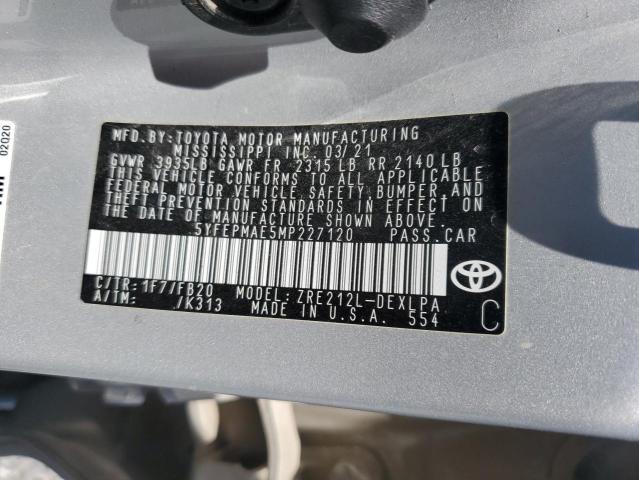 MFD. BY: TOYOTA MOTOR MANUFACTURING
MISSISSIPPI INC. 03/21
GVWR 3935LB GAWR FR 2315 LB RR 2140 LB
THIS VEHICLE CONFORMS TO ALL APPLICABLE
FEDERAL MOTOR VEHICLE SAFETY, BUMPER, AND
THEFT PREVENTION STANDARDS IN EFFECT ON
THE DATE OF MANUFACTURE SHOWN ABOVE.
5YFEPMAE5MP227120 PASS.CAR
C/TR: 1F7/FB20 MODEL: ZRE212L-DEXLPA
A/TM: /K313 MADE IN U.S.A. 554
C
02020